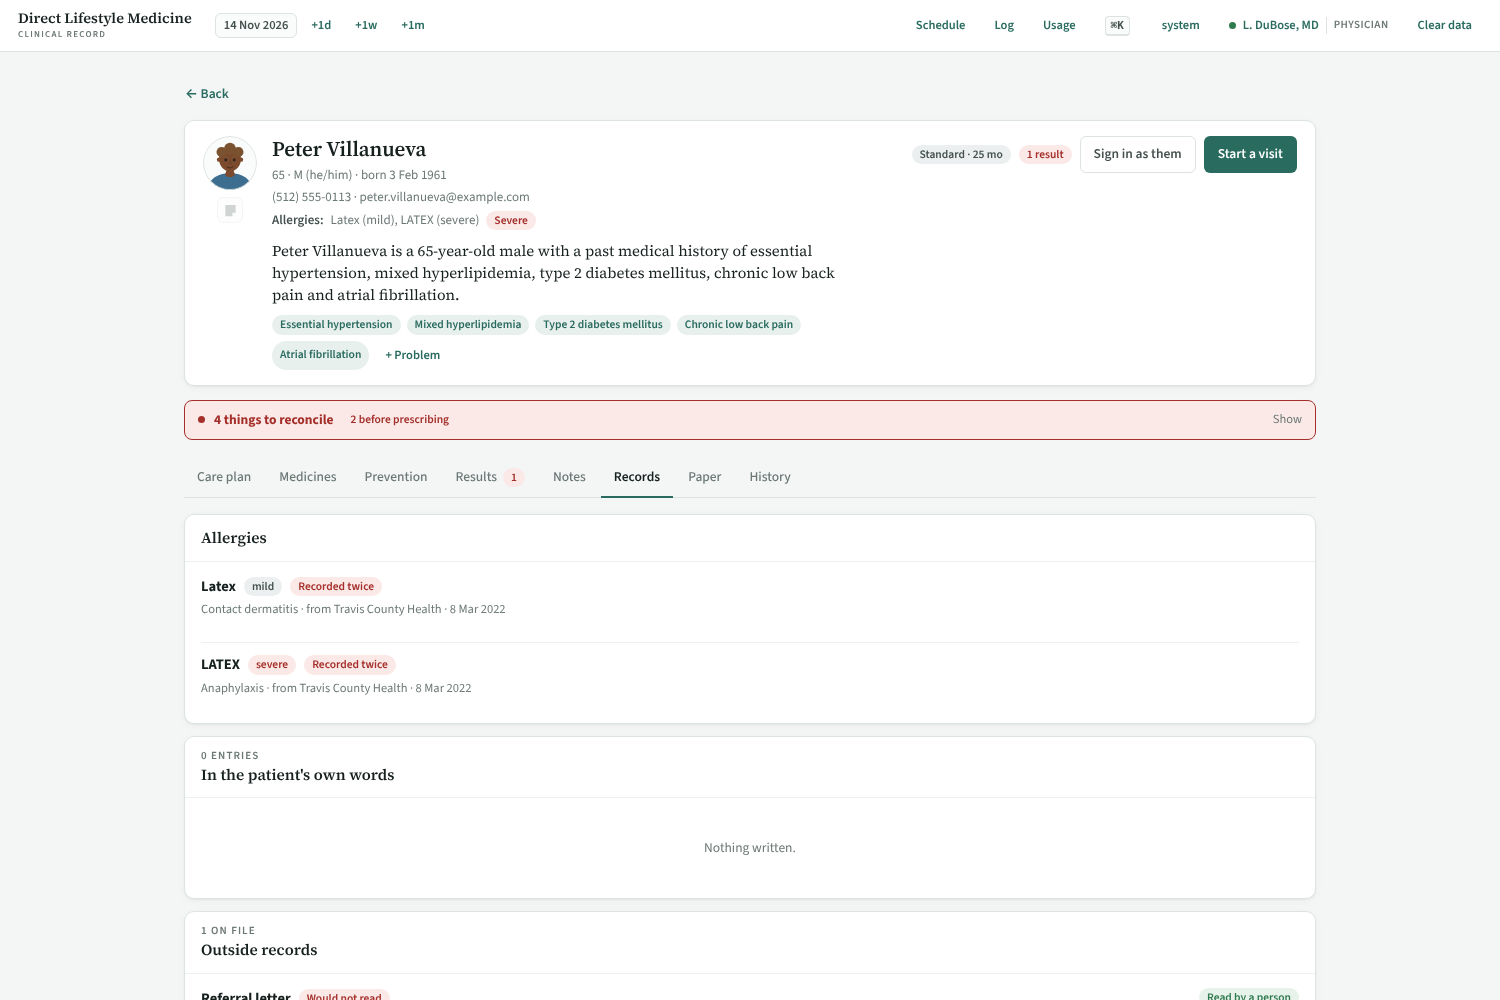 Direct Lifestyle Medicine
CLINICAL RECORD
14 Nov 2026 +1d +1w +1m
Schedule Log Usage ⌘K system L. DuBose, MD PHYSICIAN Clear data
← Back
Peter Villanueva
Standard · 25 mo 1 result Sign in as them Start a visit
65 · M (he/him) · born 3 Feb 1961
(512) 555-0113 · peter.villanueva@example.com
Allergies: Latex (mild), LATEX (severe) Severe
Peter Villanueva is a 65-year-old male with a past medical history of essential
hypertension, mixed hyperlipidemia, type 2 diabetes mellitus, chronic low back
pain and atrial fibrillation.
Essential hypertension Mixed hyperlipidemia Type 2 diabetes mellitus Chronic low back pain
Atrial fibrillation + Problem
4 things to reconcile 2 before prescribing Show
Care plan Medicines Prevention Results 1 Notes Records Paper History
Allergies
Latex mild Recorded twice
Contact dermatitis · from Travis County Health · 8 Mar 2022
LATEX severe Recorded twice
Anaphylaxis · from Travis County Health · 8 Mar 2022
0 ENTRIES
In the patient's own words
Nothing written.
1 ON FILE
Outside records
Referral letter Would not read Read by a person